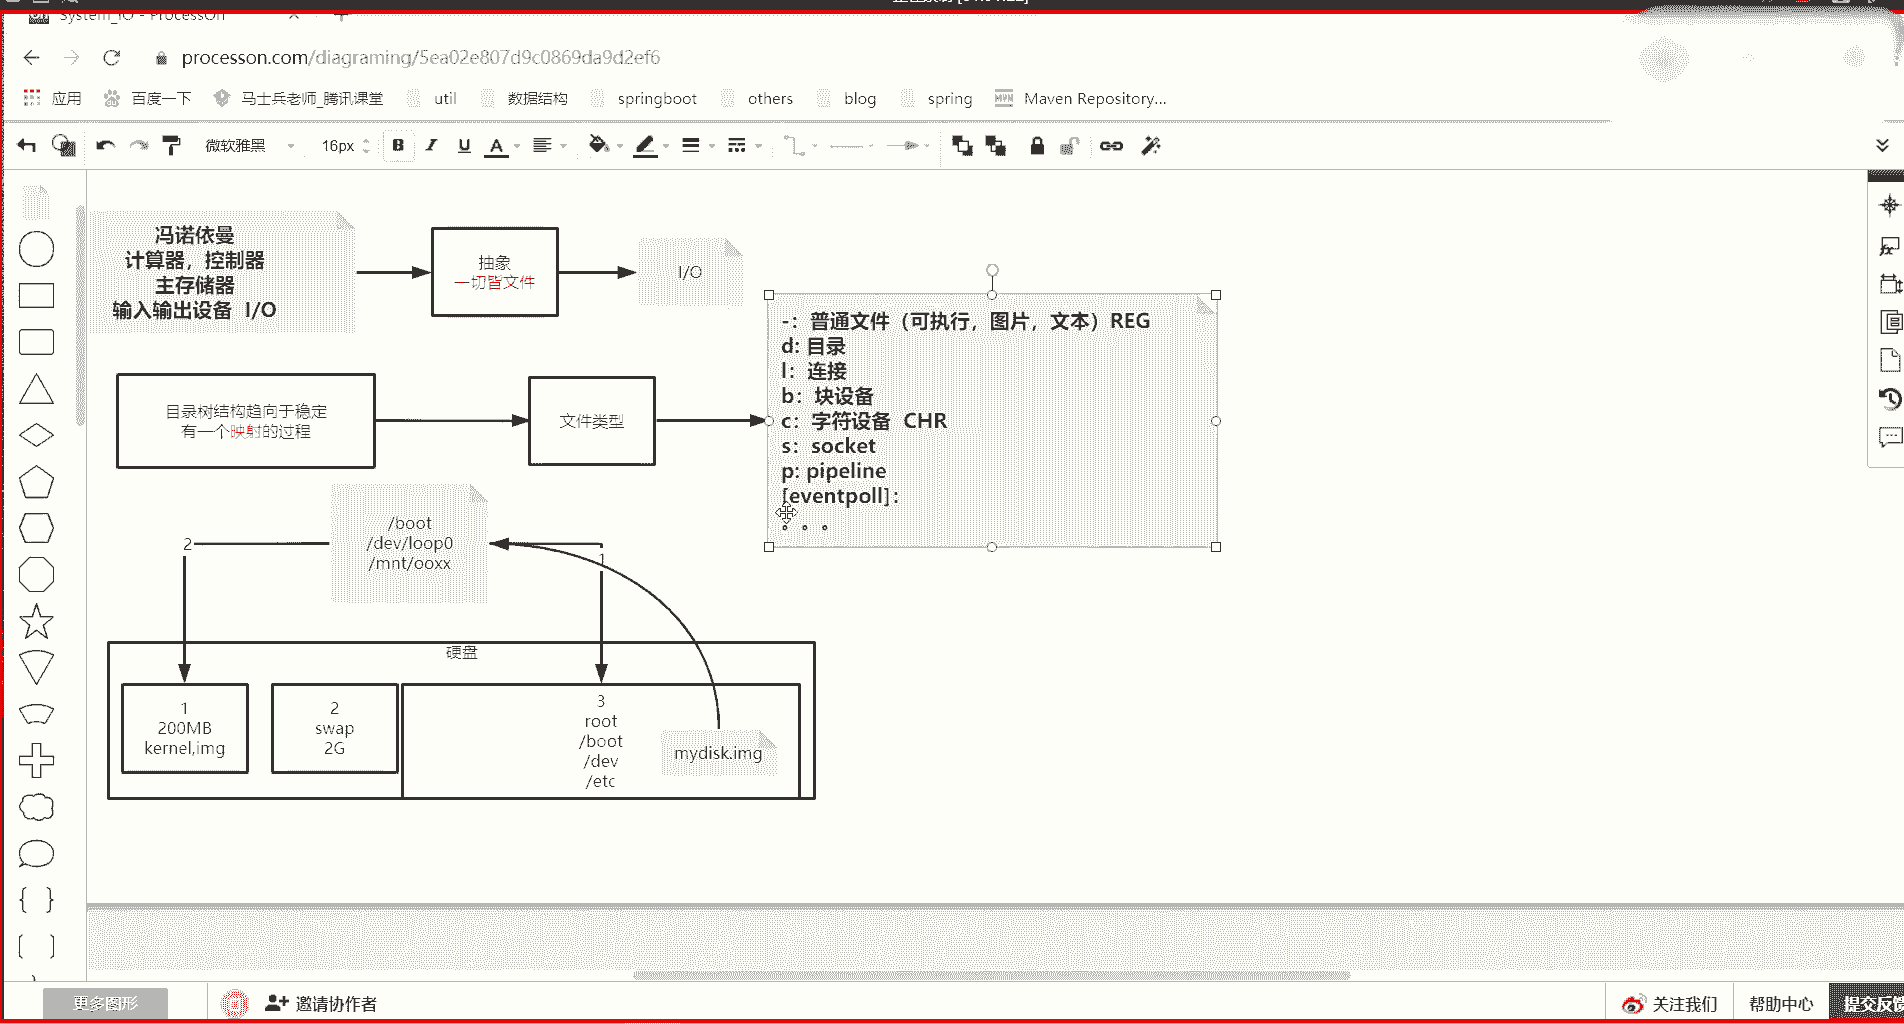 System_IO - ProcessOn
processon.com/diagraming/5ea02e807d9c0869da9d2ef6
应用
百度一下
马士兵老师_腾讯课堂
util
数据结构
springboot
others
blog
spring
Maven Repository...
微软雅黑
16px
B I U A
冯诺依曼
计算器，控制器
主存储器
输入输出设备 I/O
抽象
一切皆文件
I/O
-：普通文件（可执行，图片，文本）REG
d: 目录
l：连接
b：块设备
c：字符设备 CHR
s：socket
p: pipeline
[eventpoll]：
。。。
目录树结构趋向于稳定
有一个映射的过程
文件类型
/boot
/dev/loop0
/mnt/ooxx
2
1
硬盘
1
200MB
kernel,img
2
swap
2G
3
root
/boot
/dev
/etc
mydisk.img
更多图形
邀请协作者
关注我们
帮助中心
提交反馈